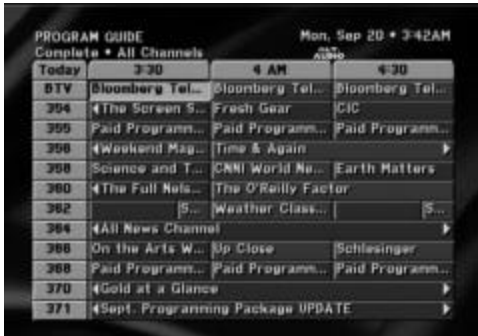 PROGRAM GUIDE Mon, Sep 20 • 3:42AM
Complete • All Channels ALT. AUDIO
Today 3:30 4 AM 4:30
BTV Bloomberg Tel... Bloomberg Tel... Bloomberg Tel...
354 The Screen S... Fresh Gear CIC
355 Paid Programm... Paid Programm... Paid Programm...
356 Weekend Mag... Time & Again
358 Science and T... CNNI World Ne... Earth Matters
360 The Full Nels... The O'Reilly Factor
362 S... Weather Class... S...
364 All News Channel
366 On the Arts W... Up Close Schlesinger
368 Paid Programm... Paid Programm... Paid Programm...
370 Gold at a Glance
371 Sept. Programming Package UPDATE